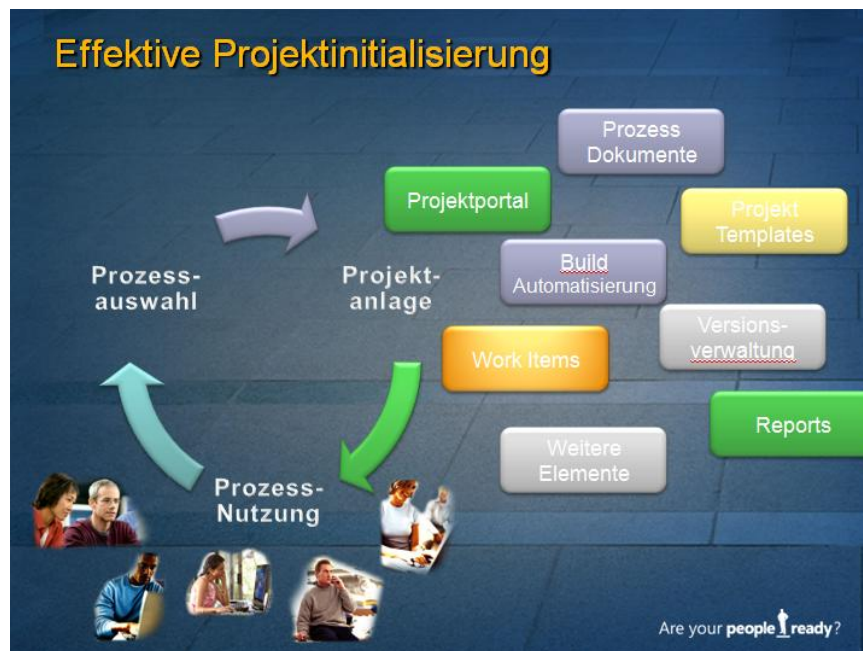 Effektive Projektinitialisierung
Prozess
Dokumente
Projektportal
Projekt
Templates
Prozess-
auswahl
Projekt-
anlage
Build
Automatisierung
Versions-
verwaltung
Work Items
Reports
Weitere
Elemente
Prozess-
Nutzung
Are your people ready?